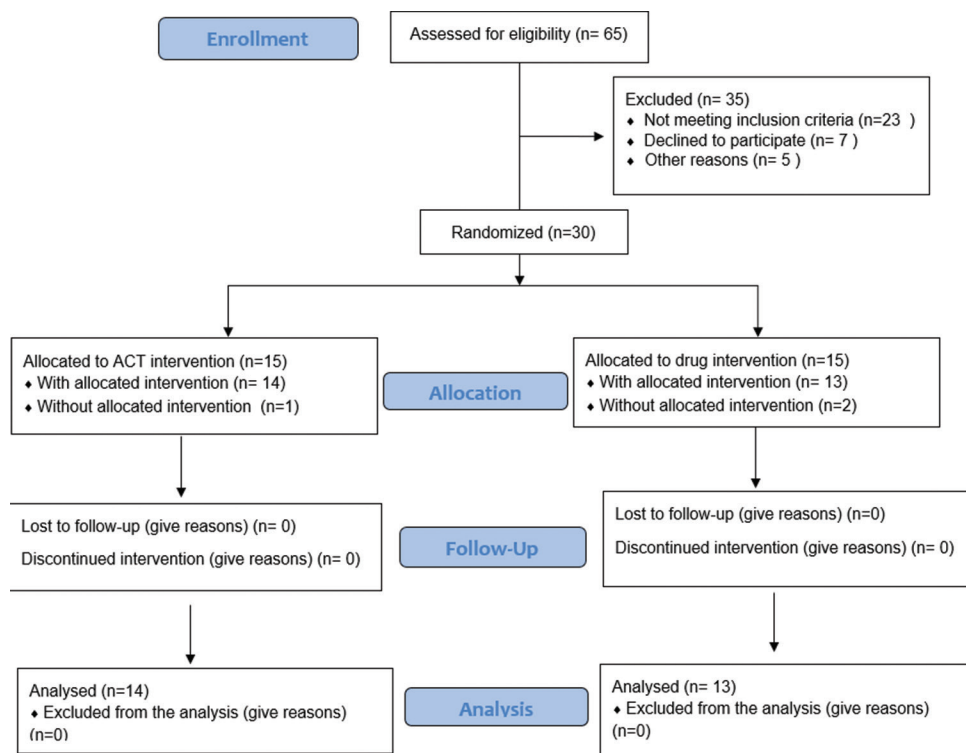 Enrollment
Assessed for eligibility (n= 65)
Excluded (n= 35)
♦ Not meeting inclusion criteria (n=23 )
♦ Declined to participate (n= 7 )
♦ Other reasons (n= 5 )
Randomized (n=30)
Allocated to ACT intervention (n=15)
♦ With allocated intervention (n= 14)
♦ Without allocated intervention (n=1)
Allocation
Allocated to drug intervention (n=15)
♦ With allocated intervention (n= 13)
♦ Without allocated intervention (n=2)
Lost to follow-up (give reasons) (n= 0)
Discontinued intervention (give reasons) (n= 0)
Follow-Up
Lost to follow-up (give reasons) (n=0)
Discontinued intervention (give reasons) (n= 0)
Analysed (n=14)
♦ Excluded from the analysis (give reasons)
(n=0)
Analysis
Analysed (n= 13)
♦ Excluded from the analysis (give reasons)
(n=0)